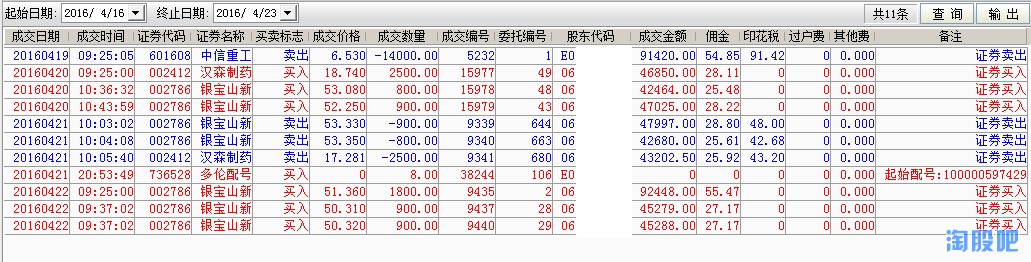 起始日期: 2016/ 4/16 终止日期: 2016/ 4/23 共11条 查 询 输 出
成交日期 成交时间 证券代码 证券名称 买卖标志 成交价格 成交数量 成交编号 委托编号 股东代码 成交金额 佣金 印花税 过户费 其他费 备注
20160419 09:25:05 601608 中信重工 卖出 6.530 -14000.00 5232 1 E0 91420.00 54.85 91.42 0 0.000 证券卖出
20160420 09:25:00 002412 汉森制药 买入 18.740 2500.00 15977 49 06 46850.00 28.11 0 0 0.000 证券买入
20160420 10:36:32 002786 银宝山新 买入 53.080 800.00 15978 48 06 42464.00 25.48 0 0 0.000 证券买入
20160420 10:43:59 002786 银宝山新 买入 52.250 900.00 15979 43 06 47025.00 28.22 0 0 0.000 证券买入
20160421 10:03:02 002786 银宝山新 卖出 53.330 -900.00 9339 644 06 47997.00 28.80 48.00 0 0.000 证券卖出
20160421 10:04:08 002786 银宝山新 卖出 53.350 -800.00 9340 663 06 42680.00 25.61 42.68 0 0.000 证券卖出
20160421 10:05:40 002412 汉森制药 卖出 17.281 -2500.00 9341 680 06 43202.50 25.92 43.20 0 0.000 证券卖出
20160421 20:53:49 736528 多伦配号 买入 0 8.00 38244 106 E0 0 0 0 0 0.000 起始配号:100000597429
20160422 09:25:00 002786 银宝山新 买入 51.360 1800.00 9435 2 06 92448.00 55.47 0 0 0.000 证券买入
20160422 09:37:02 002786 银宝山新 买入 50.310 900.00 9437 28 06 45279.00 27.17 0 0 0.000 证券买入
20160422 09:37:02 002786 银宝山新 买入 50.320 900.00 9440 29 06 45288.00 27.17 0 0 0.000 证券买入
淘股吧